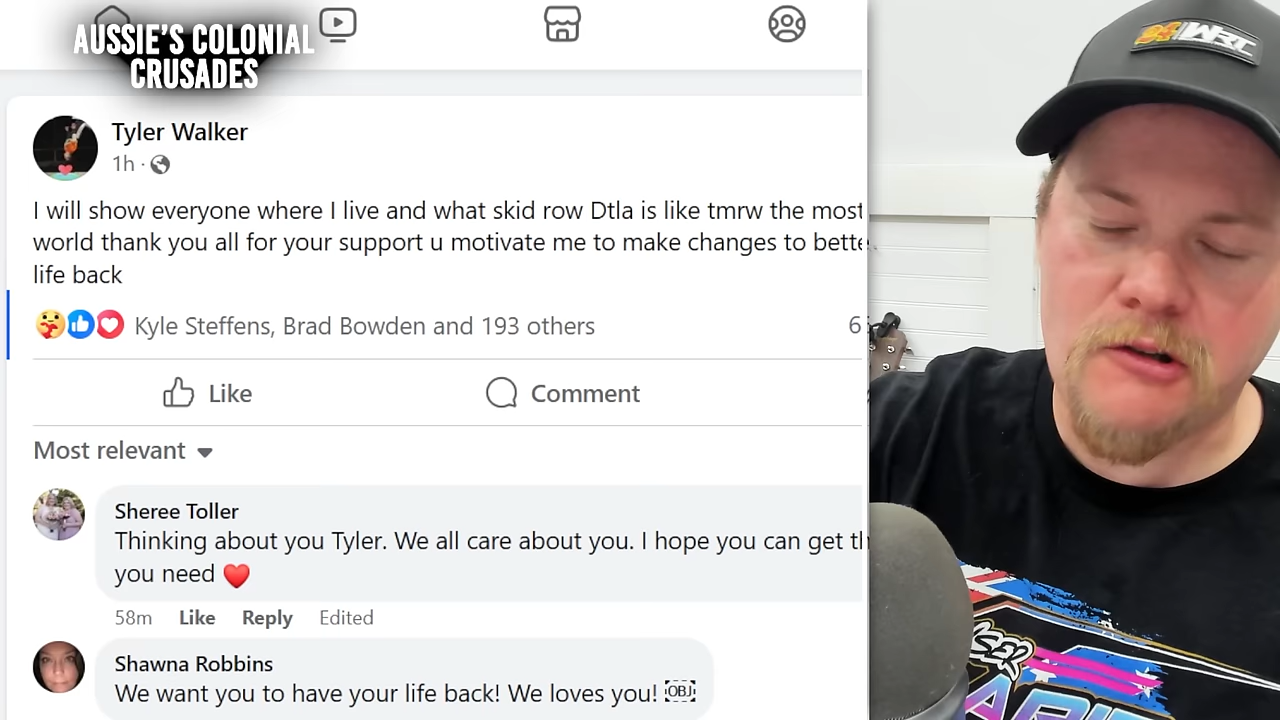 AUSSIE'S COLONIAL
CRUSADES
Tyler Walker
1h ·
I will show everyone where I live and what skid row Dtla is like tmrw the most
world thank you all for your support u motivate me to make changes to bette
life back
Kyle Steffens, Brad Bowden and 193 others
6
Like
Comment
Most relevant
Sheree Toller
Thinking about you Tyler. We all care about you. I hope you can get th
you need
58m Like Reply Edited
Shawna Robbins
We want you to have your life back! We loves you! OBJ
94 WRC